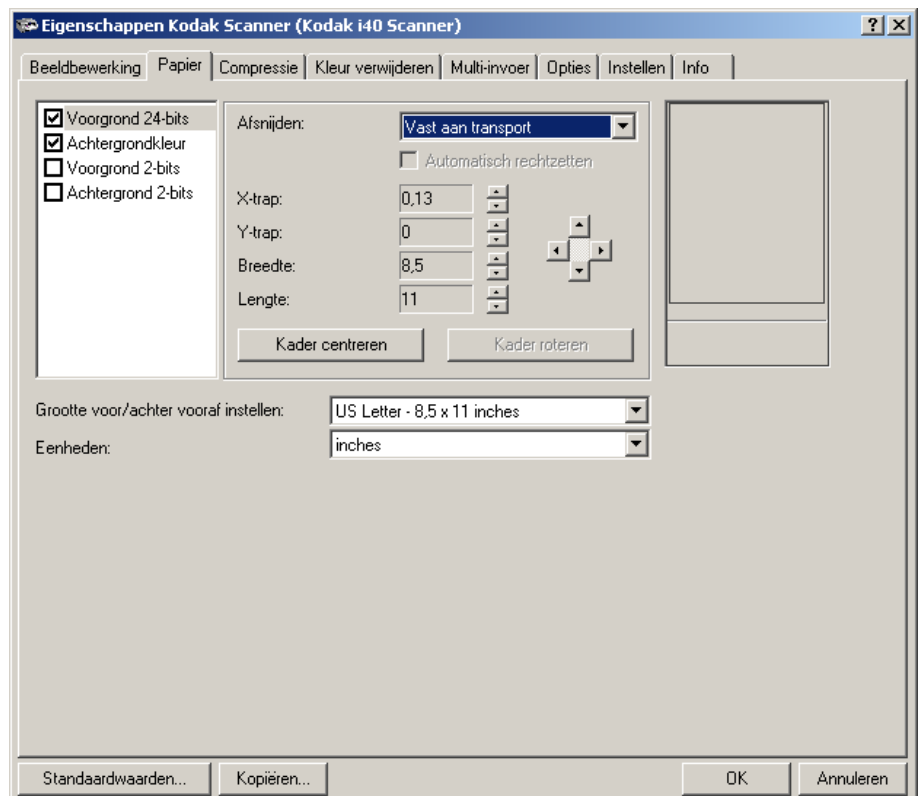 Eigenschappen Kodak Scanner (Kodak i40 Scanner)
Beeldbewerking Papier Compressie Kleur verwijderen Multi-invoer Opties Instellen Info
Voorgrond 24-bits
Achtergrondkleur
Voorgrond 2-bits
Achtergrond 2-bits
Afsnijden: Vast aan transport
Automatisch rechtzetten
X-trap: 0,13
Y-trap: 0
Breedte: 8,5
Lengte: 11
Kader centreren Kader roteren
Grootte voor/achter vooraf instellen: US Letter - 8,5 x 11 inches
Eenheden: inches
Standaardwaarden... Kopiëren... OK Annuleren